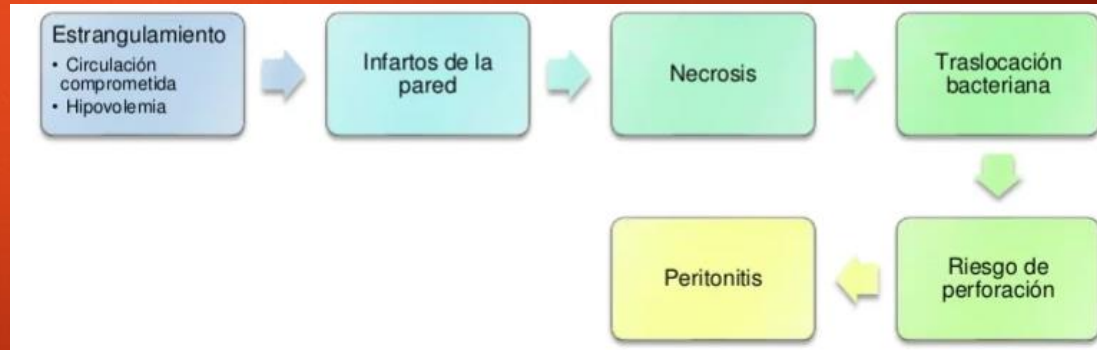 Estrangulamiento
• Circulación
comprometida
• Hipovolemia
Infartos de la
pared
Necrosis
Traslocación
bacteriana
Riesgo de
perforación
Peritonitis